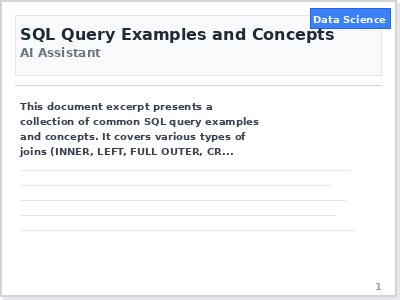 Data Science
SQL Query Examples and Concepts
AI Assistant
This document excerpt presents a
collection of common SQL query examples
and concepts. It covers various types of
joins (INNER, LEFT, FULL OUTER, CR...
1